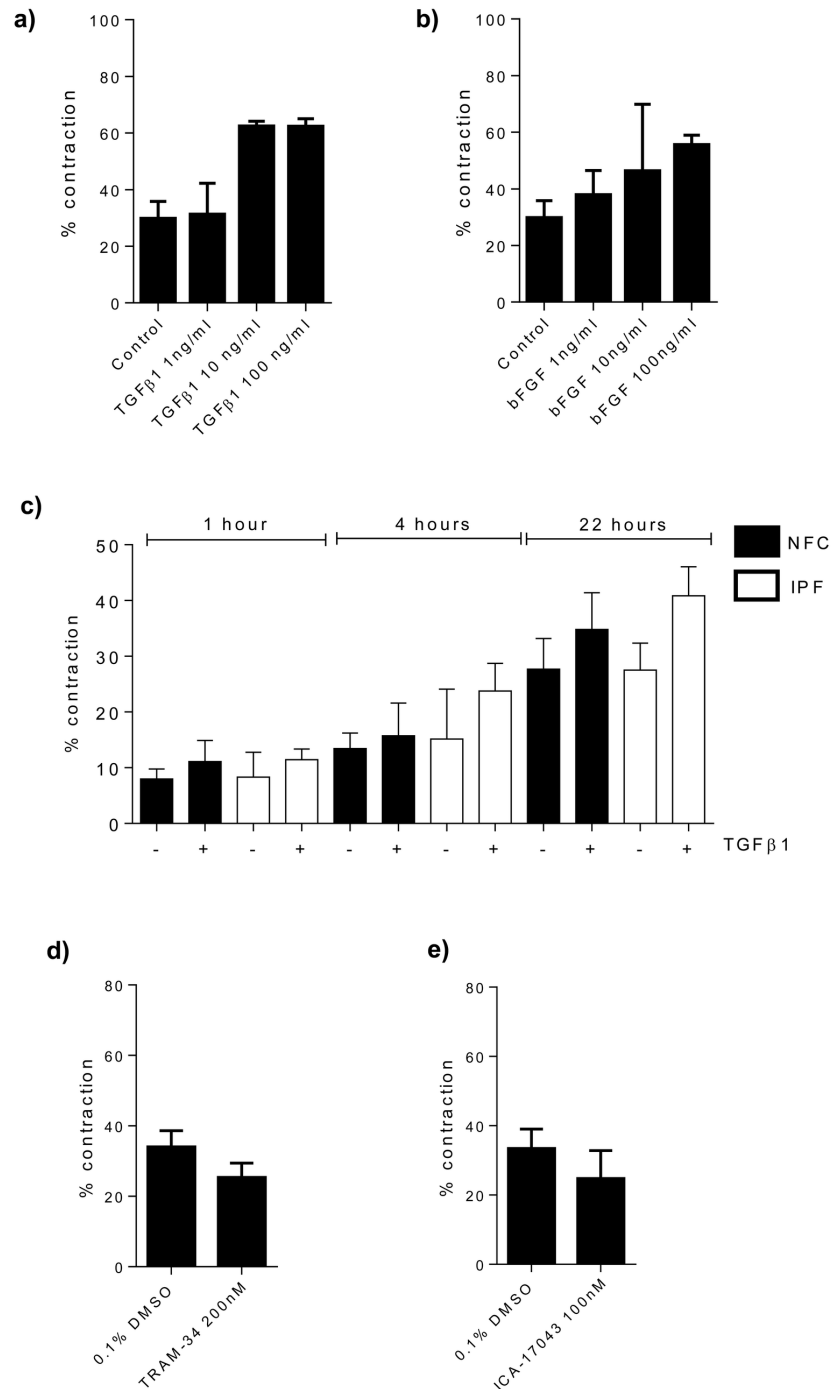 a)
100
80
60
40
20
0
% contraction
Control
TGFβ1 1ng/ml
TGFβ1 10 ng/ml
TGFβ1 100 ng/ml
b)
100
80
60
40
20
0
% contraction
Control
bFGF 1ng/ml
bFGF 10ng/ml
bFGF 100ng/ml
c)
1 hour 4 hours 22 hours
50
40
30
20
10
0
% contraction
NFC
IPF
- + - + - + - + - + - + TGFβ1
d)
80
60
40
20
0
% contraction
0.1% DMSO
TRAM-34 200nM
e)
80
60
40
20
0
% contraction
0.1% DMSO
ICA-17043 100nM